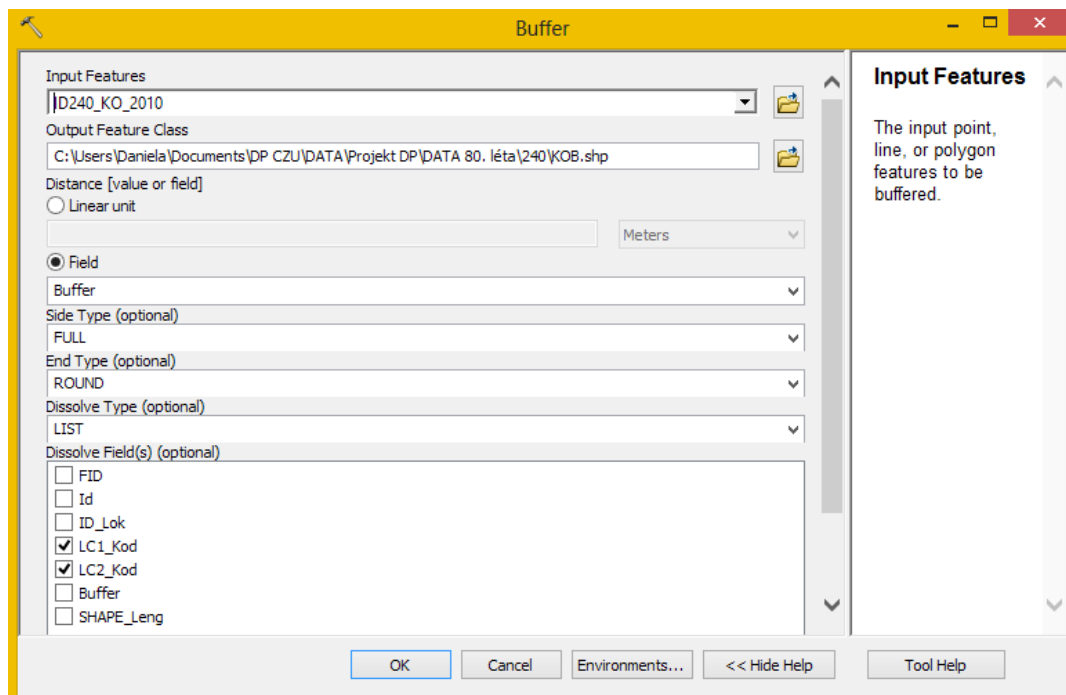 Buffer
Input Features
ID240_KO_2010
Output Feature Class
C:\Users\Daniela\Documents\DP CZU\DATA\Projekt DP\DATA 80. léta\240\KOB.shp
Distance [value or field]
Linear unit
Meters
Field
Buffer
Side Type (optional)
FULL
End Type (optional)
ROUND
Dissolve Type (optional)
LIST
Dissolve Field(s) (optional)
FID
Id
ID_Lok
LC1_Kod
LC2_Kod
Buffer
SHAPE_Leng
Input Features
The input point,
line, or polygon
features to be
buffered.
OK
Cancel
Environments...
<< Hide Help
Tool Help